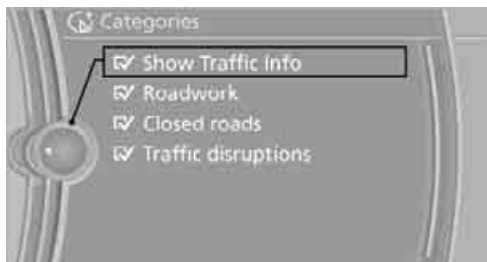 Categories
Show Traffic Info
Roadwork
Closed roads
Traffic disruptions